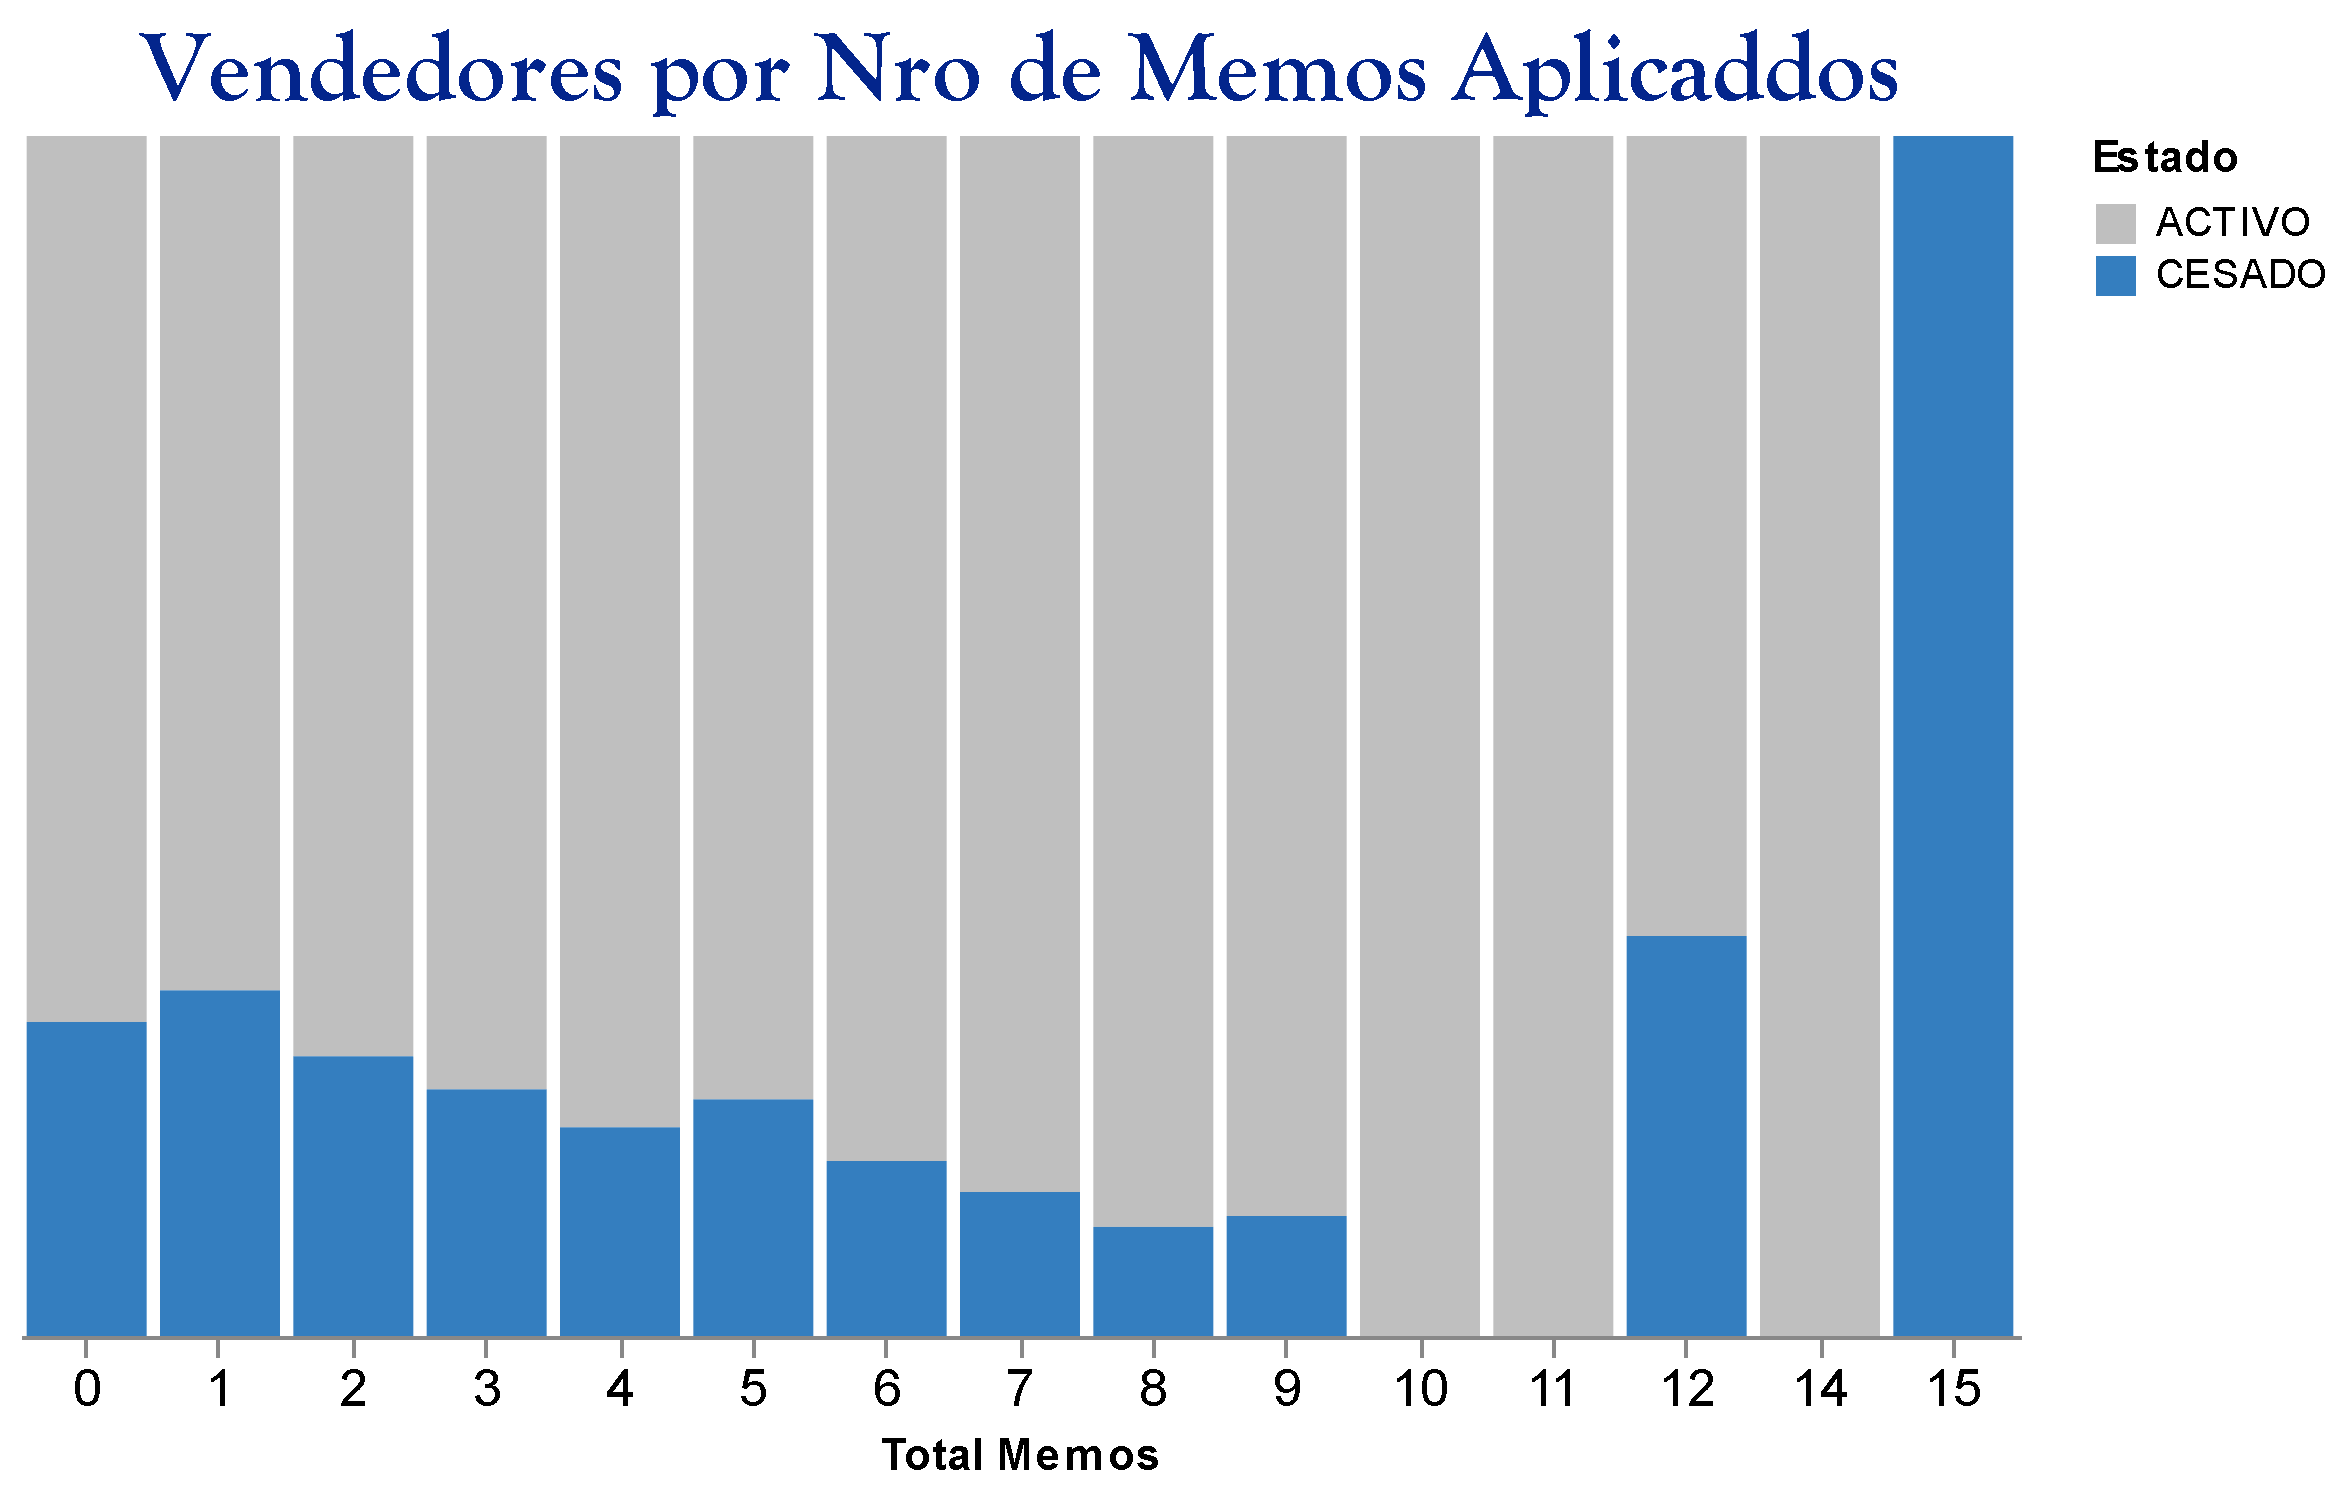 Vendedores por Nro de Memos Aplicaddos
Estado
ACTIVO
CESADO
0 1 2 3 4 5 6 7 8 9 10 11 12 14 15
Total Memos